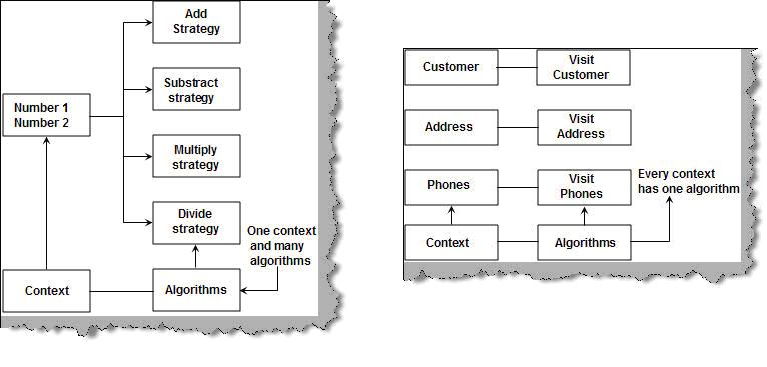 Add
Strategy
Substract
strategy
Number 1
Number 2
Multiply
strategy
Divide
strategy
One context
and many
algorithms
Context
Algorithms
Customer
Visit
Customer
Address
Visit
Address
Phones
Visit
Phones
Every context
has one algorithm
Context
Algorithms